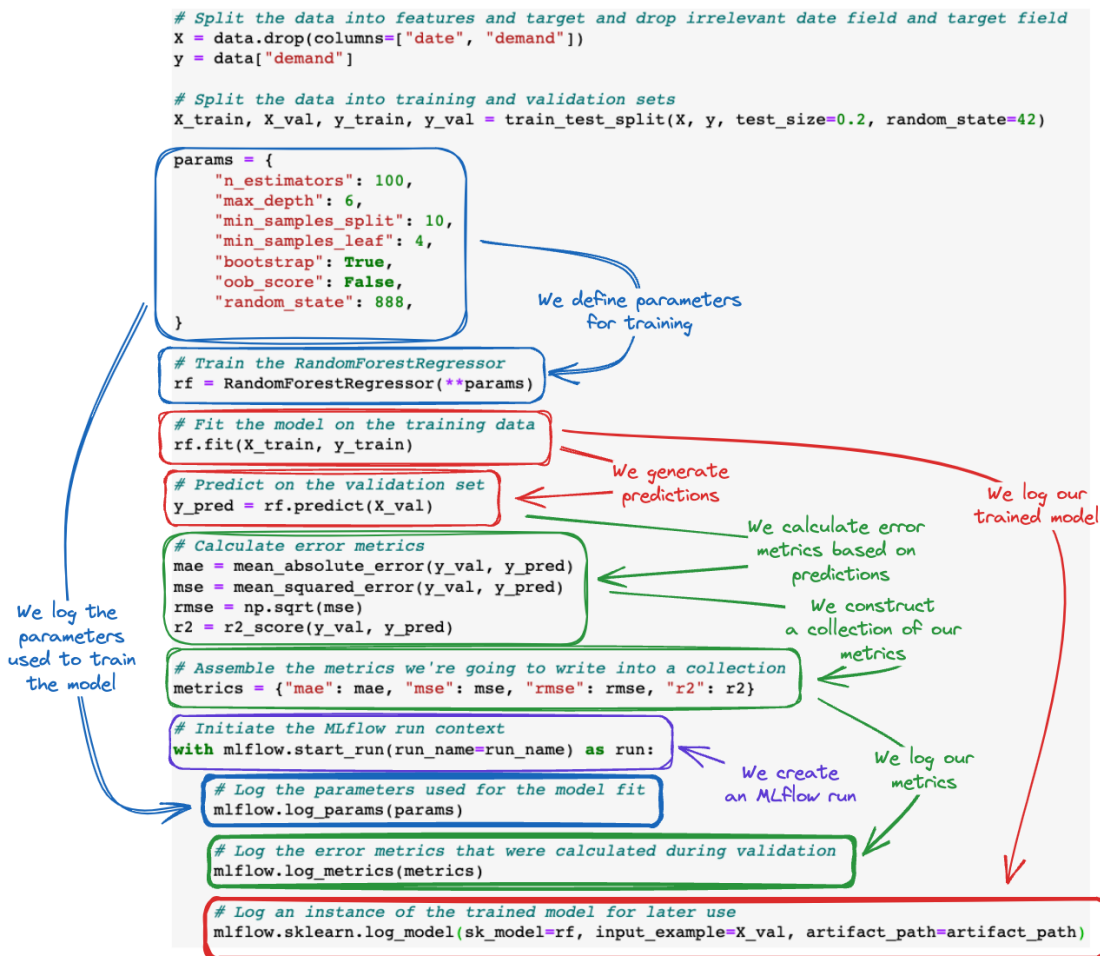 # Split the data into features and target and drop irrelevant date field and target field
X = data.drop(columns=["date", "demand"])
y = data["demand"]
# Split the data into training and validation sets
X_train, X_val, y_train, y_val = train_test_split(X, y, test_size=0.2, random_state=42)
params = {
"n_estimators": 100,
"max_depth": 6,
"min_samples_split": 10,
"min_samples_leaf": 4,
"bootstrap": True,
"oob_score": False,
"random_state": 888,
}
We define parameters
for training
# Train the RandomForestRegressor
rf = RandomForestRegressor(**params)
# Fit the model on the training data
rf.fit(X_train, y_train)
We generate
predictions
# Predict on the validation set
y_pred = rf.predict(X_val)
We log our
trained model
We calculate error
metrics based on
predictions
# Calculate error metrics
mae = mean_absolute_error(y_val, y_pred)
mse = mean_squared_error(y_val, y_pred)
rmse = np.sqrt(mse)
r2 = r2_score(y_val, y_pred)
We log the
parameters
used to train
the model
We construct
a collection of our
metrics
# Assemble the metrics we're going to write into a collection
metrics = {"mae": mae, "mse": mse, "rmse": rmse, "r2": r2}
# Initiate the MLflow run context
with mlflow.start_run(run_name=run_name) as run:
We create
an MLflow run
We log our
metrics
# Log the parameters used for the model fit
mlflow.log_params(params)
# Log the error metrics that were calculated during validation
mlflow.log_metrics(metrics)
# Log an instance of the trained model for later use
mlflow.sklearn.log_model(sk_model=rf, input_example=X_val, artifact_path=artifact_path)